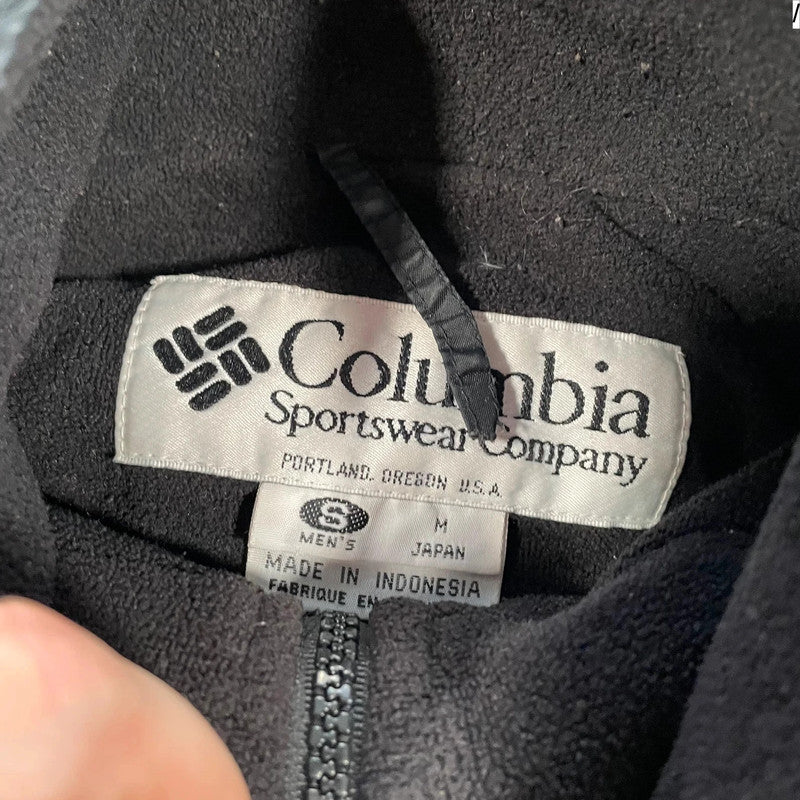 Columbia
Sportswear Company
PORTLAND, OREGON U.S.A.
S M
MEN'S JAPAN
MADE IN INDONESIA
FABRIQUE EN